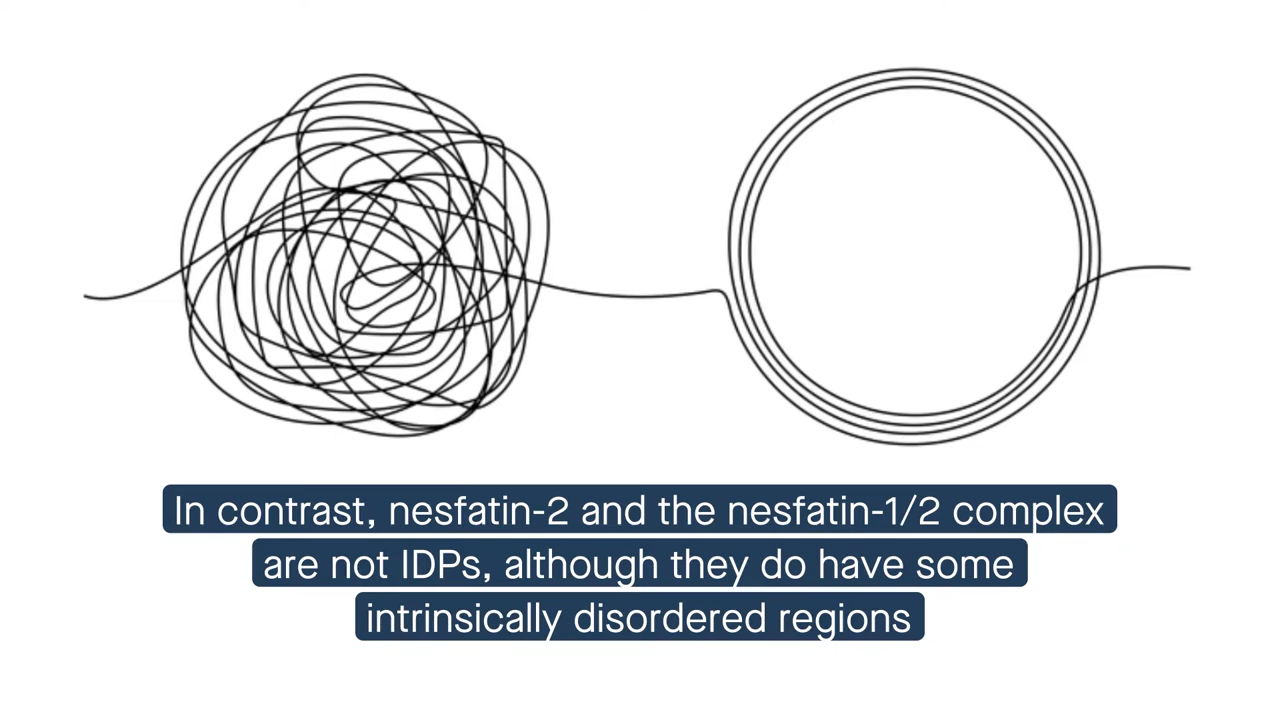 In contrast, nesfatin-2 and the nesfatin-1/2 complex
are not IDPs, although they do have some
intrinsically disordered regions